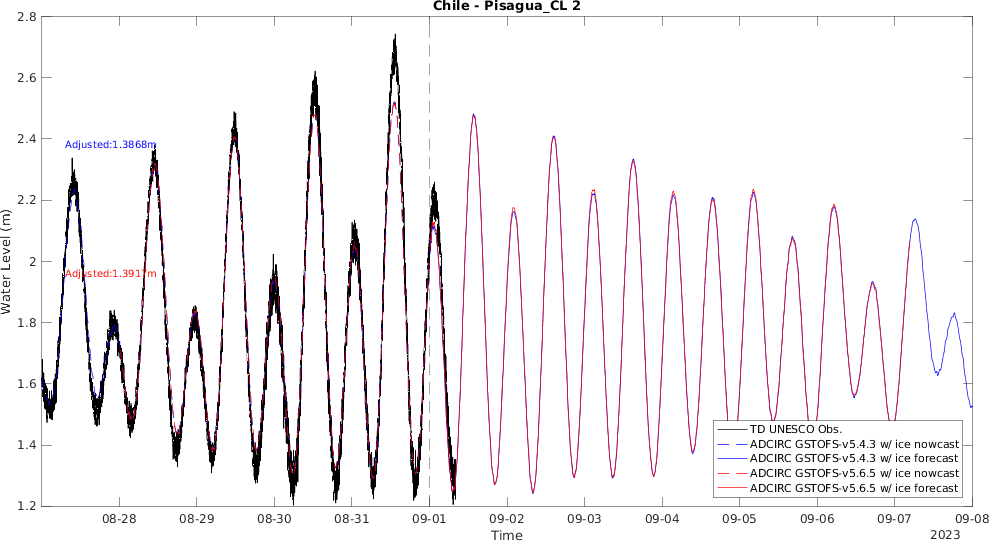 Chile - Pisagua_CL 2
2.8
2.6
2.4
2.2
2
1.8
1.6
1.4
1.2
Water Level (m)
Adjusted:1.3868m
Adjusted:1.3917m
TD UNESCO Obs.
ADCIRC GSTOFS-v5.4.3 w/ ice nowcast
ADCIRC GSTOFS-v5.4.3 w/ ice forecast
ADCIRC GSTOFS-v5.6.5 w/ ice nowcast
ADCIRC GSTOFS-v5.6.5 w/ ice forecast
08-28 08-29 08-30 08-31 09-01 09-02 09-03 09-04 09-05 09-06 09-07 09-08
Time
2023